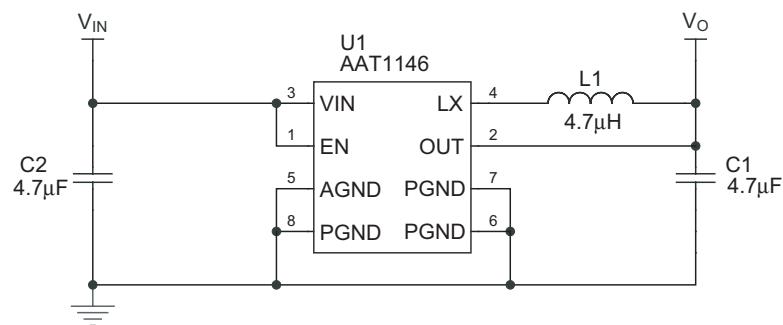 VIN
VO
U1
AAT1146
L1
4.7μH
3 VIN LX 4
1 EN OUT 2
C2
4.7μF
5 AGND PGND 7
C1
4.7μF
8 PGND PGND 6